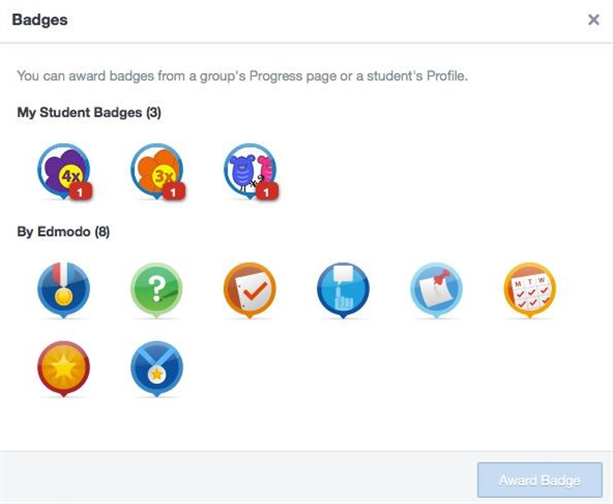 Badges
You can award badges from a group's Progress page or a student's Profile.
My Student Badges (3)
4x
1
3x
1
x9
1
By Edmodo (8)
?
M T W
Award Badge